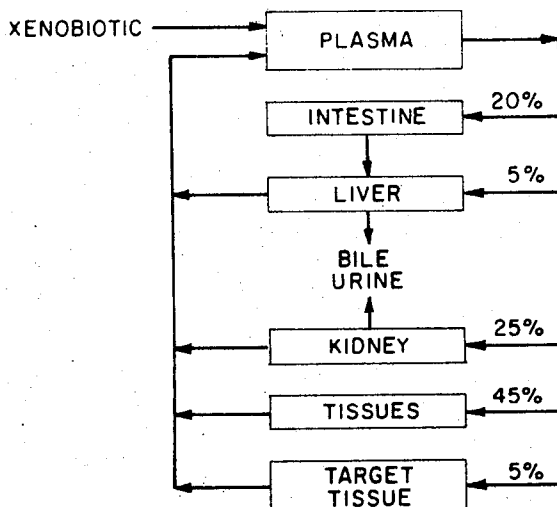 XENOBIOTIC
PLASMA
INTESTINE
20%
LIVER
5%
BILE
URINE
KIDNEY
25%
TISSUES
45%
TARGET
TISSUE
5%